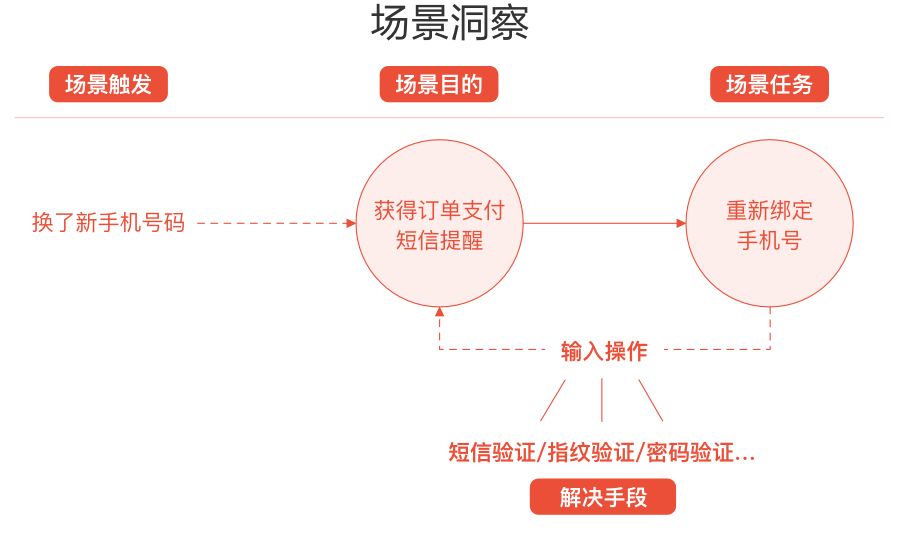 场景洞察
场景触发
场景目的
场景任务
换了新手机号码
获得订单支付
短信提醒
重新绑定
手机号
输入操作
短信验证/指纹验证/密码验证...
解决手段